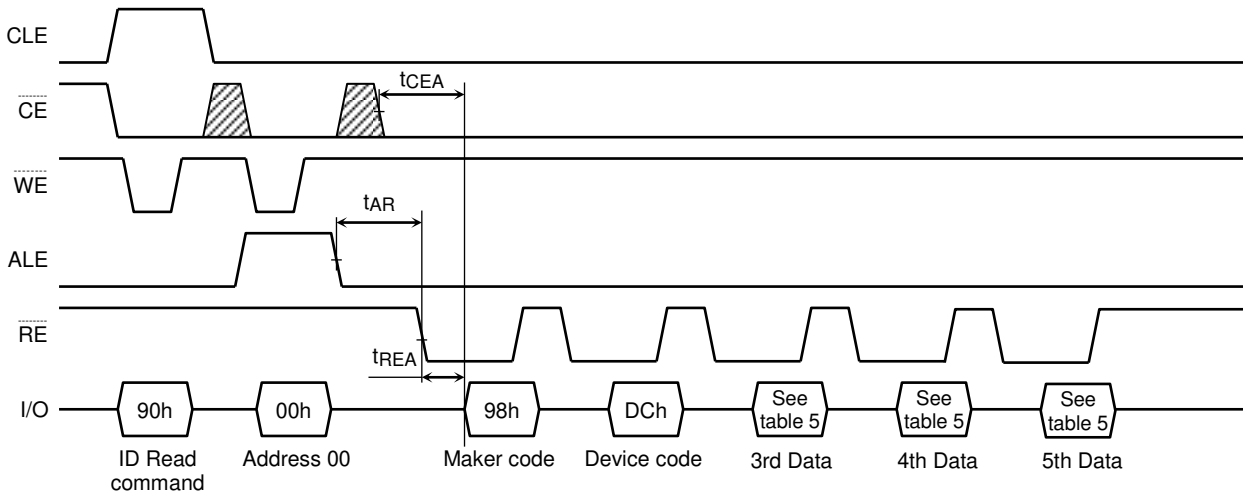 CLE
tCEA
CE
WE
tAR
ALE
RE
tREA
I/O
90h
00h
98h
DCh
See
table 5
See
table 5
See
table 5
ID Read
command
Address 00
Maker code
Device code
3rd Data
4th Data
5th Data